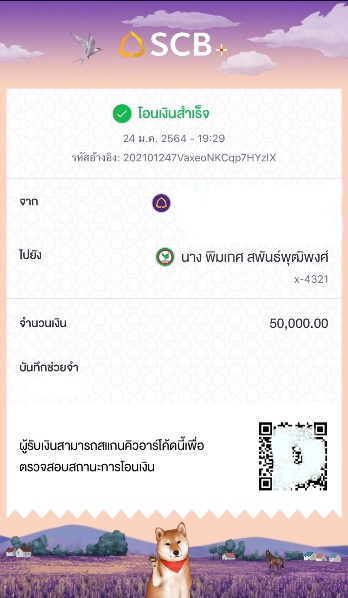 SCB+
โอนเงินสำเร็จ
24 ม.ค. 2564 - 19:29
รหัสอ้างอิง: 202101247VaxeoNKCqp7HYzIX
จาก
ไปยัง นาง พิมเกศ สพันธ์พุฒิพงศ์
x-4321
จำนวนเงิน 50,000.00
บันทึกช่วยจำ
ผู้รับเงินสามารถสแกนคิวอาร์โค้ดนี้เพื่อ
ตรวจสอบสถานะการโอนเงิน